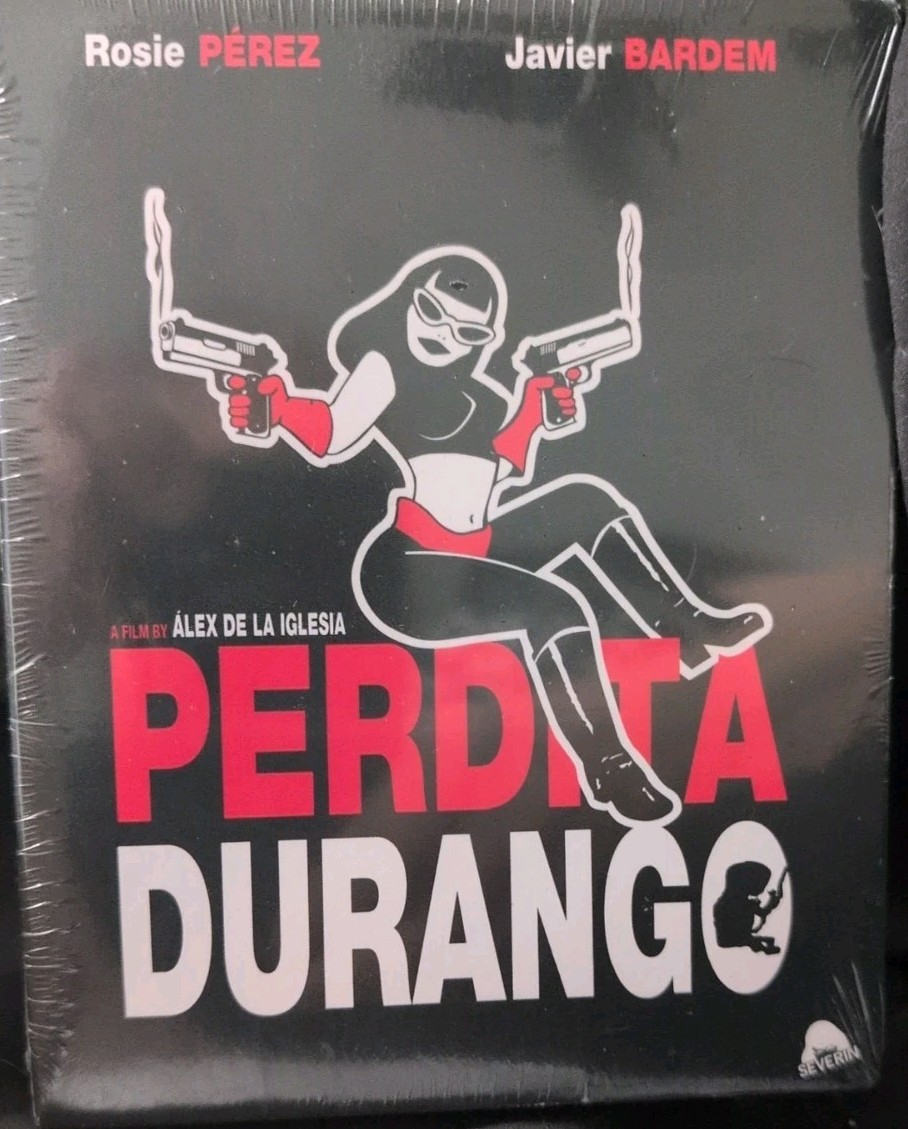 Rosie PÉREZ Javier BARDEM
A FILM BY ÁLEX DE LA IGLESIA
PERDITA
DURANGO
SEVERIN